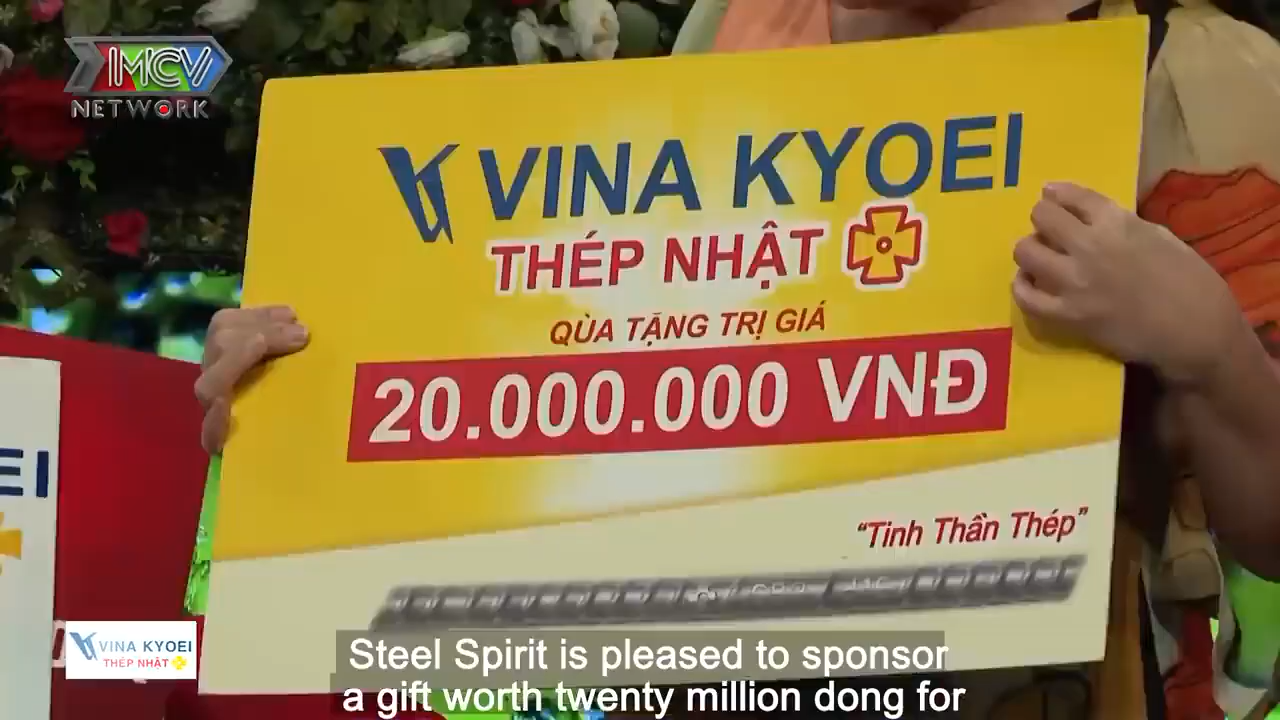 MCV
NETWORK
VINA KYOEI
THÉP NHẬT
QÙA TẶNG TRỊ GIÁ
20.000.000 VNĐ
"Tinh Thần Thép"
EI
VINA KYOEI
THÉP NHẬT
Steel Spirit is pleased to sponsor
a gift worth twenty million dong for